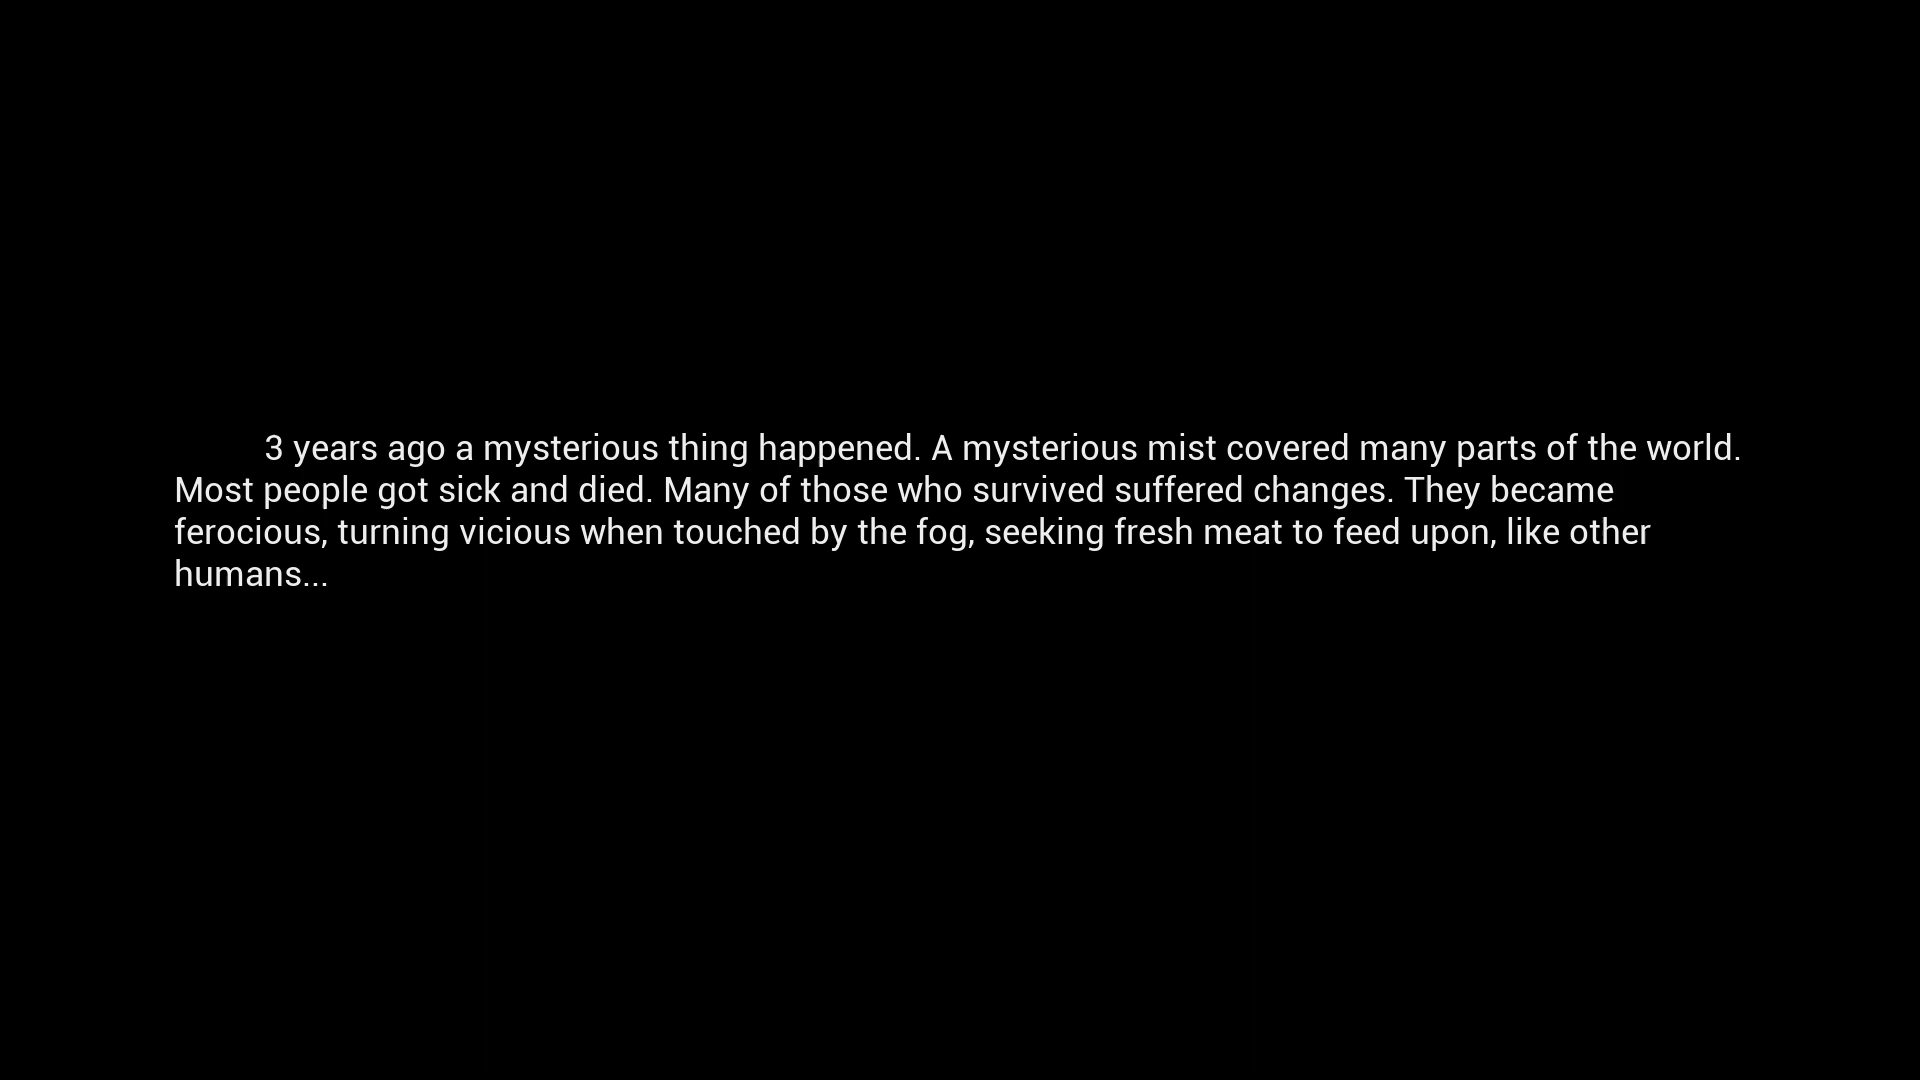 3 years ago a mysterious thing happened. A mysterious mist covered many parts of the world.
Most people got sick and died. Many of those who survived suffered changes. They became
ferocious, turning vicious when touched by the fog, seeking fresh meat to feed upon, like other
humans...